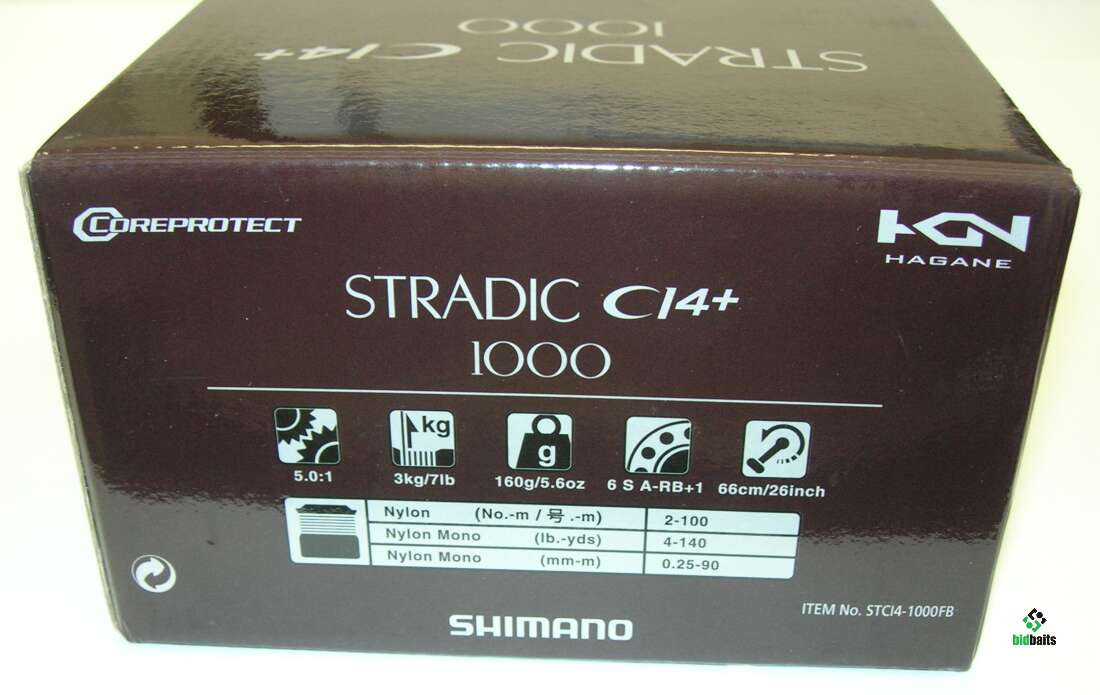 STRADIC CI4+
1000
COREPROTECT
HGN
HAGANE
STRADIC CI4+
1000
kg
g
5.0:1
3kg/7lb
160g/5.6oz
6 S A-RB+1
66cm/26inch
Nylon (No.-m / 号.-m) 2-100
Nylon Mono (lb.-yds) 4-140
Nylon Mono (mm-m) 0.25-90
ITEM No. STCI4-1000FB
SHIMANO
bidbaits